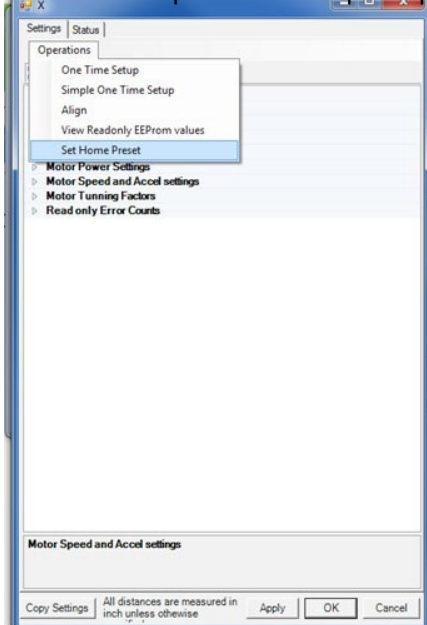 X
Settings
Status
Operations
One Time Setup
Simple One Time Setup
Align
View Readonly EEProm values
Set Home Preset
Motor Power Settings
Motor Speed and Accel settings
Motor Tunning Factors
Read only Error Counts
Motor Speed and Accel settings
Copy Settings
All distances are measured in
inch unless othewise
Apply
OK
Cancel